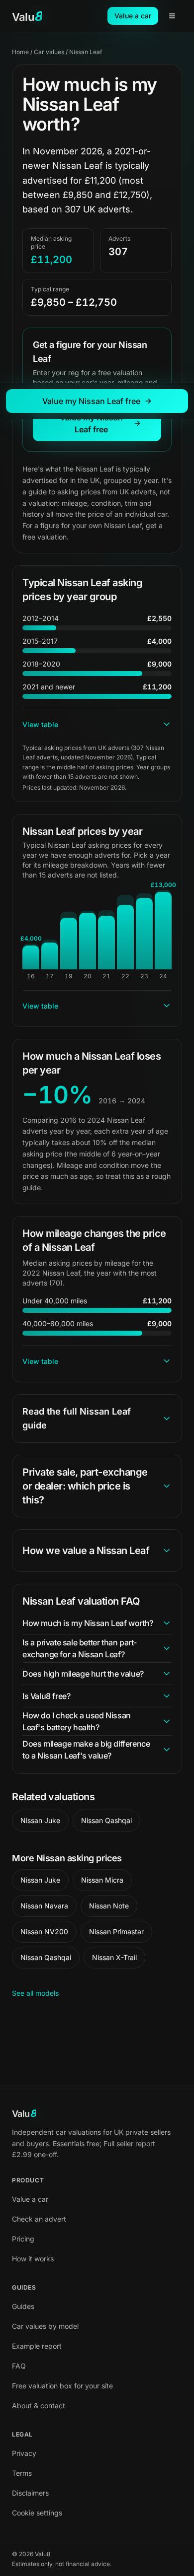 Valu8
Value a car
Home / Car values / Nissan Leaf
How much is my
Nissan Leaf
worth?
In November 2026, a 2021-or-
newer Nissan Leaf is typically
advertised for £11,200 (most
between £9,850 and £12,750),
based on 307 UK adverts.
Median asking
price
£11,200
Adverts
307
Typical range
£9,850 – £12,750
Get a figure for your Nissan
Leaf
Enter your reg for a free valuation
Value my Nissan Leaf free →
Leaf free
→
Here's what the Nissan Leaf is typically
advertised for in the UK, grouped by year. It's
a guide to asking prices from UK adverts, not
a valuation: mileage, condition, trim and
history all move the price of an individual car.
For a figure for your own Nissan Leaf, get a
free valuation.
Typical Nissan Leaf asking
prices by year group
2012–2014 £2,550
2015–2017 £4,000
2018–2020 £9,000
2021 and newer £11,200
View table
Typical asking prices from UK adverts (307 Nissan
Leaf adverts, updated November 2026). Typical
range is the middle half of asking prices. Year groups
with fewer than 15 adverts are not shown.
Prices last updated: November 2026.
Nissan Leaf prices by year
Typical Nissan Leaf asking prices for every
year we have enough adverts for. Pick a year
for its mileage breakdown. Years with fewer
than 15 adverts are not listed.
£13,000
£4,000
16 17 19 20 21 22 23 24
View table
How much a Nissan Leaf loses
per year
−10% 2016 → 2024
Comparing 2016 to 2024 Nissan Leaf
adverts year by year, each extra year of age
typically takes about 10% off the median
asking price (the middle of 6 year-on-year
changes). Mileage and condition move the
price as much as age, so treat this as a rough
guide.
How mileage changes the price
of a Nissan Leaf
Median asking prices by mileage for the
2022 Nissan Leaf, the year with the most
adverts (70).
Under 40,000 miles £11,200
40,000–80,000 miles £9,000
View table
Read the full Nissan Leaf
guide
Private sale, part-exchange
or dealer: which price is
this?
How we value a Nissan Leaf
Nissan Leaf valuation FAQ
How much is my Nissan Leaf worth?
Is a private sale better than part-
exchange for a Nissan Leaf?
Does high mileage hurt the value?
Is Valu8 free?
How do I check a used Nissan
Leaf's battery health?
Does mileage make a big difference
to a Nissan Leaf's value?
Related valuations
Nissan Juke
Nissan Qashqai
More Nissan asking prices
Nissan Juke
Nissan Micra
Nissan Navara
Nissan Note
Nissan NV200
Nissan Primastar
Nissan Qashqai
Nissan X-Trail
See all models
Valu8
Independent car valuations for UK private sellers
and buyers. Essentials free; Full seller report
£2.99 one-off.
PRODUCT
Value a car
Check an advert
Pricing
How it works
GUIDES
Guides
Car values by model
Example report
FAQ
Free valuation box for your site
About & contact
LEGAL
Privacy
Terms
Disclaimers
Cookie settings
© 2026 Valu8
Estimates only, not financial advice.